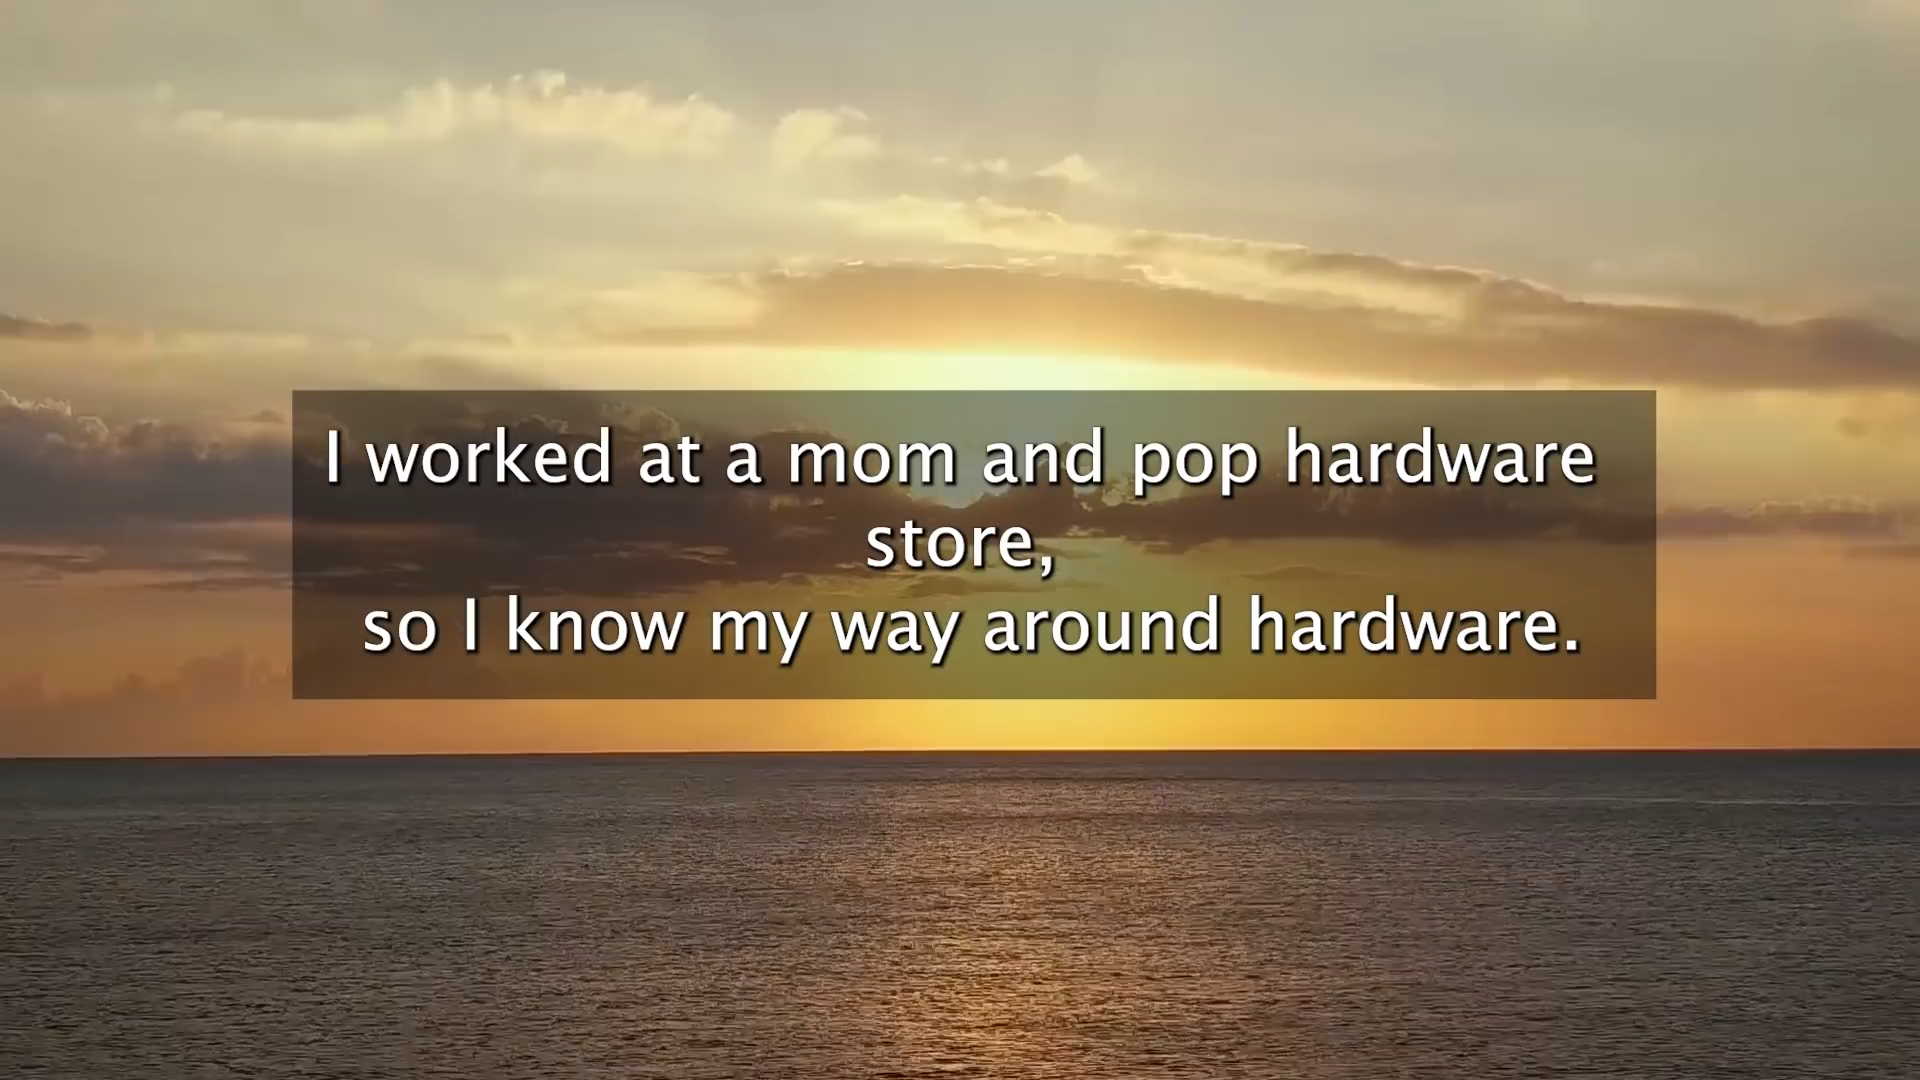 I worked at a mom and pop hardware
store,
so I know my way around hardware.